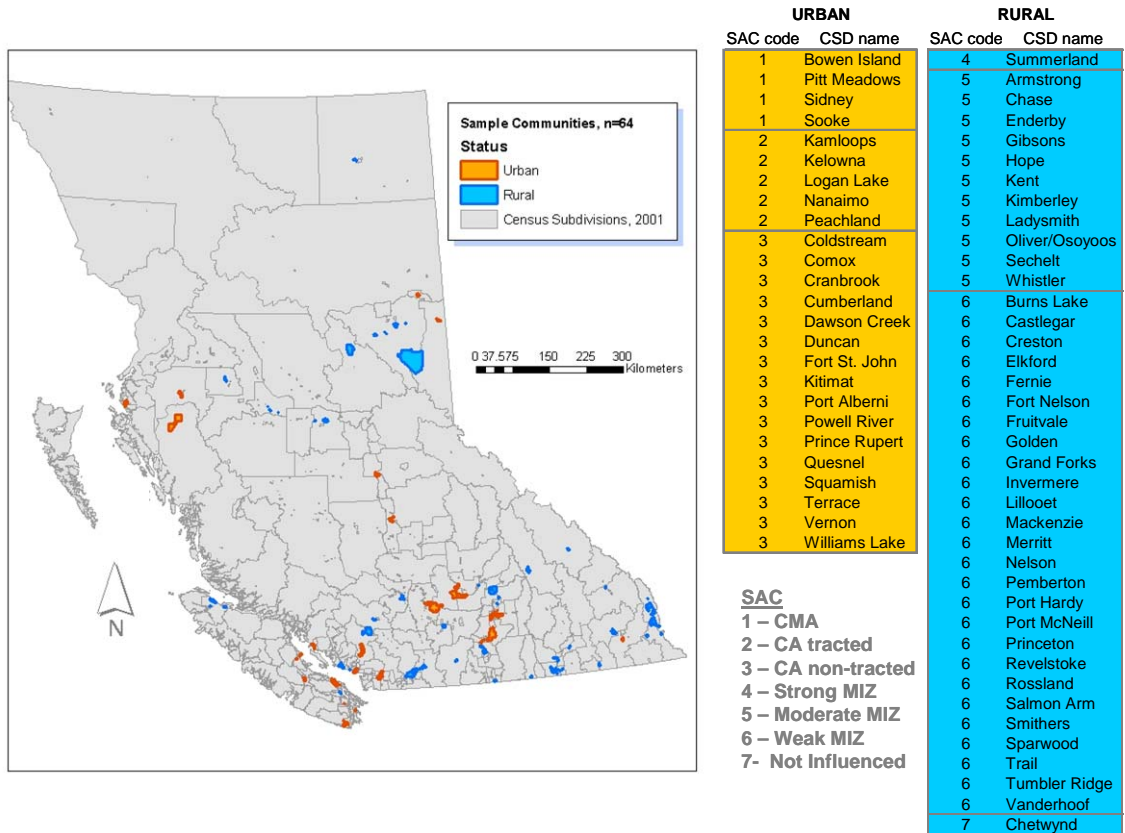 Sample Communities, n=64
Status
Urban
Rural
Census Subdivisions, 2001
0 37.575 150 225 300
Kilometers
N
URBAN
SAC code CSD name
1 Bowen Island
1 Pitt Meadows
1 Sidney
1 Sooke
2 Kamloops
2 Kelowna
2 Logan Lake
2 Nanaimo
2 Peachland
3 Coldstream
3 Comox
3 Cranbrook
3 Cumberland
3 Dawson Creek
3 Duncan
3 Fort St. John
3 Kitimat
3 Port Alberni
3 Powell River
3 Prince Rupert
3 Quesnel
3 Squamish
3 Terrace
3 Vernon
3 Williams Lake
SAC
1 – CMA
2 – CA tracted
3 – CA non-tracted
4 – Strong MIZ
5 – Moderate MIZ
6 – Weak MIZ
7- Not Influenced
RURAL
SAC code CSD name
4 Summerland
5 Armstrong
5 Chase
5 Enderby
5 Gibsons
5 Hope
5 Kent
5 Kimberley
5 Ladysmith
5 Oliver/Osoyoos
5 Sechelt
5 Whistler
6 Burns Lake
6 Castlegar
6 Creston
6 Elkford
6 Fernie
6 Fort Nelson
6 Fruitvale
6 Golden
6 Grand Forks
6 Invermere
6 Lillooet
6 Mackenzie
6 Merritt
6 Nelson
6 Pemberton
6 Port Hardy
6 Port McNeill
6 Princeton
6 Revelstoke
6 Rossland
6 Salmon Arm
6 Smithers
6 Sparwood
6 Trail
6 Tumbler Ridge
6 Vanderhoof
7 Chetwynd